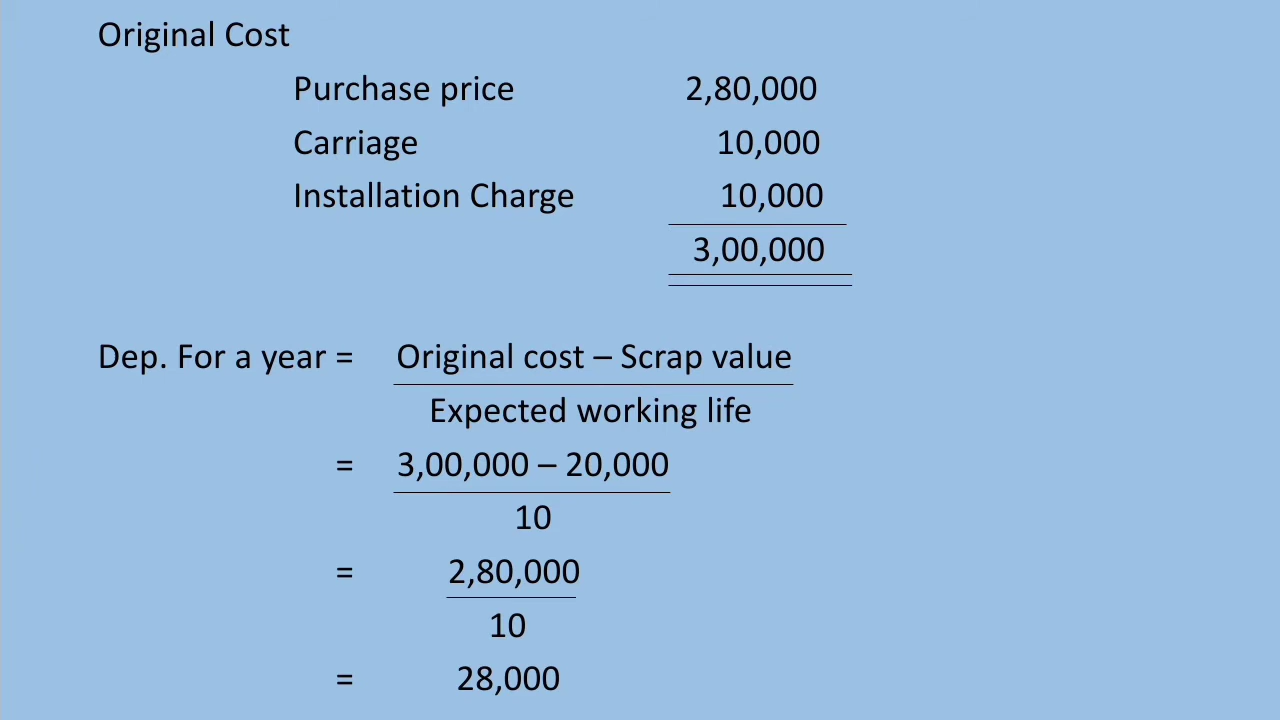 Original Cost
Purchase price 2,80,000
Carriage 10,000
Installation Charge 10,000
3,00,000
Dep. For a year = Original cost – Scrap value
Expected working life
= 3,00,000 – 20,000
10
= 2,80,000
10
= 28,000